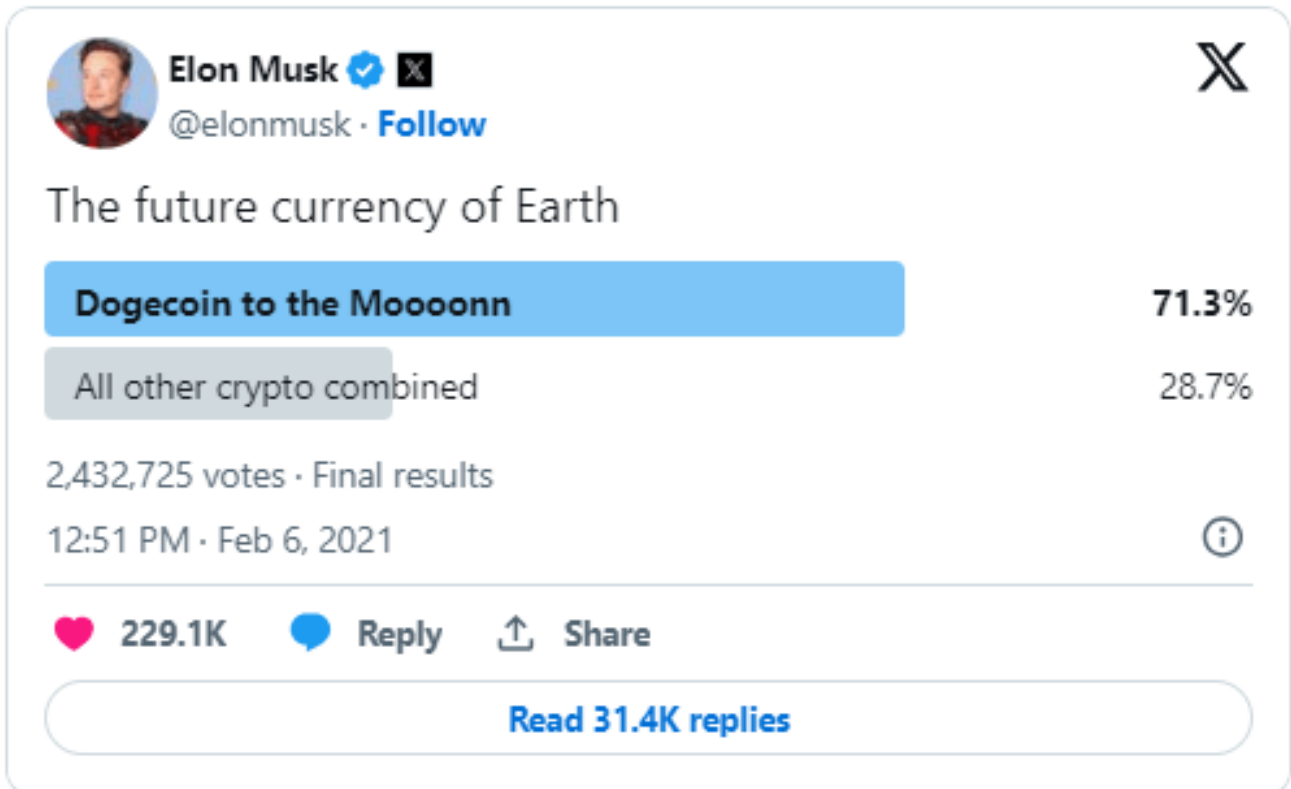 Elon Musk
@elonmusk · Follow
The future currency of Earth
Dogecoin to the Moooonn 71.3%
All other crypto combined 28.7%
2,432,725 votes · Final results
12:51 PM · Feb 6, 2021
229.1K Reply Share
Read 31.4K replies